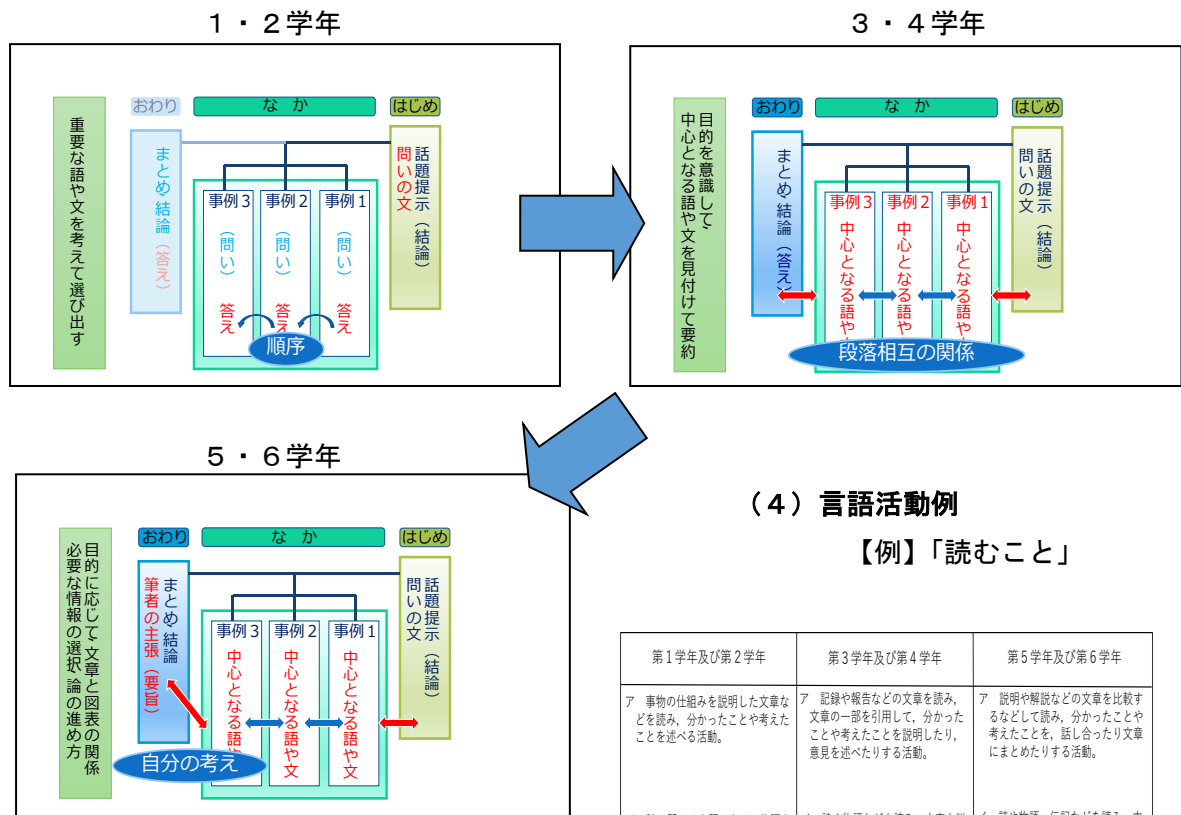 1・2学年
はじめ
なか
おわり
話題提示(結論)
問いの文
事例1
(問い)
答え
事例2
(問い)
答え
事例3
(問い)
答え
順序
まとめ・結論(答え)
重要な語や文を考えて選び出す
3・4学年
はじめ
なか
おわり
話題提示(結論)
問いの文
事例1
中心となる語や
事例2
中心となる語や
事例3
中心となる語や
段落相互の関係
まとめ・結論(答え)
目的を意識して、
中心となる語や文を見付けて要約
5・6学年
はじめ
なか
おわり
話題提示(結論)
問いの文
事例1
中心となる語や文
事例2
中心となる語や文
事例3
中心となる語や文
自分の考え
まとめ・結論
筆者の主張(要旨)
目的に応じて、文章と図表の関係
必要な情報の選択、論の進め方
(4)言語活動例
【例】「読むこと」
第1学年及び第2学年
ア 事物の仕組みを説明した文章な
どを読み,分かったことや考えた
ことを述べる活動。
第3学年及び第4学年
ア 記録や報告などの文章を読み,
文章の一部を引用して,分かった
ことや考えたことを説明したり,
意見を述べたりする活動。
第5学年及び第6学年
ア 説明や解説などの文章を比較す
るなどして読み,分かったことや
考えたことを,話し合ったり文章
にまとめたりする活動。